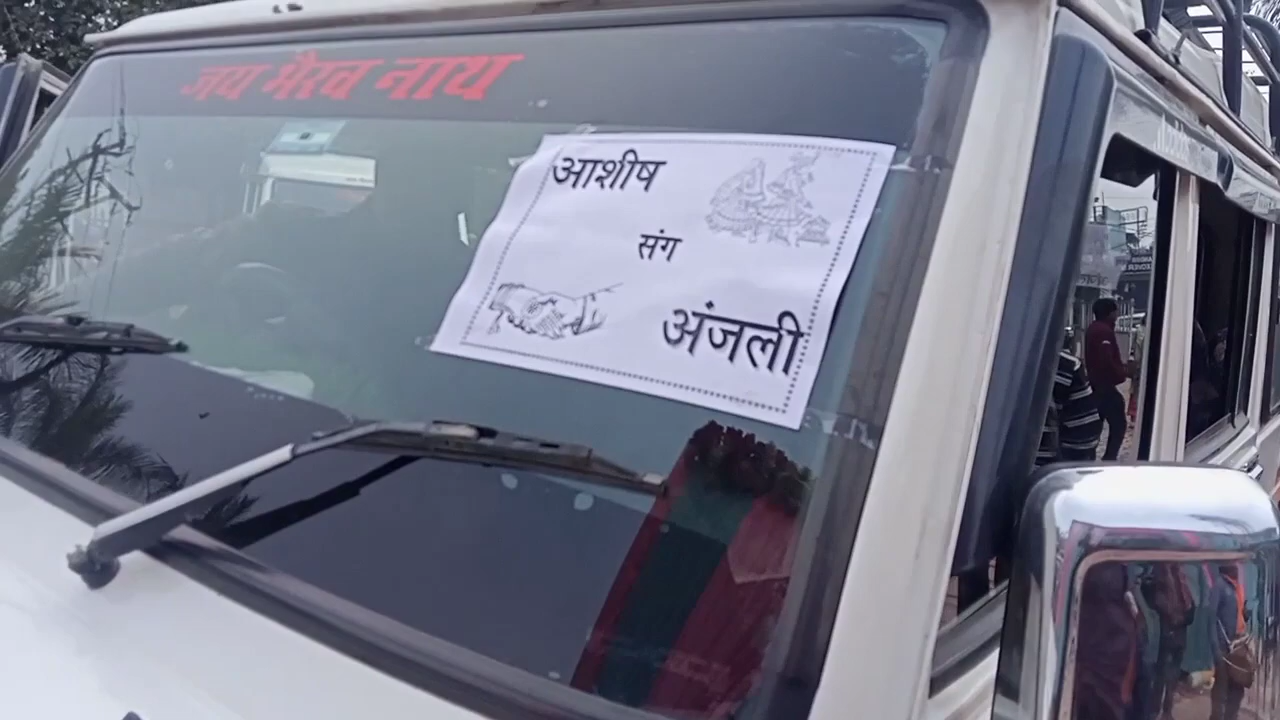 जय भैरव नाथ
आशीष
संग
अंजली